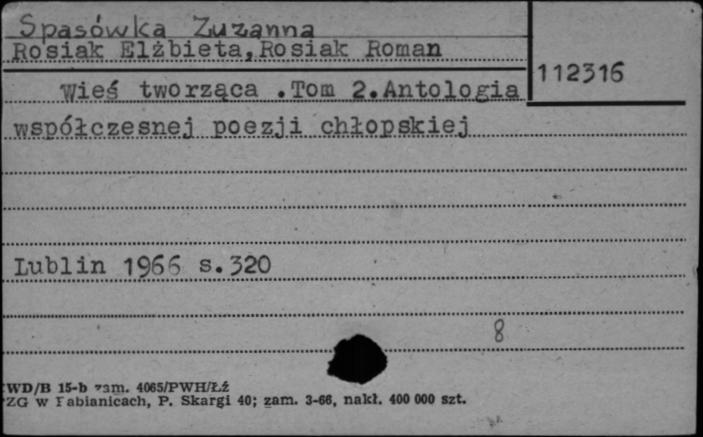 Spasówka Zuzanna
Rosiak Elżbieta,Rosiak Roman
112316
Wieś tworząca .Tom 2.Antologia
współczesnej poezji chłopskiej
Lublin 1966 s.320
8
WD/B 15-b zam. 4065/PWH/Łź
ZG w Pabianicach, P. Skargi 40; zam. 3-66, nakł. 400 000 szt.